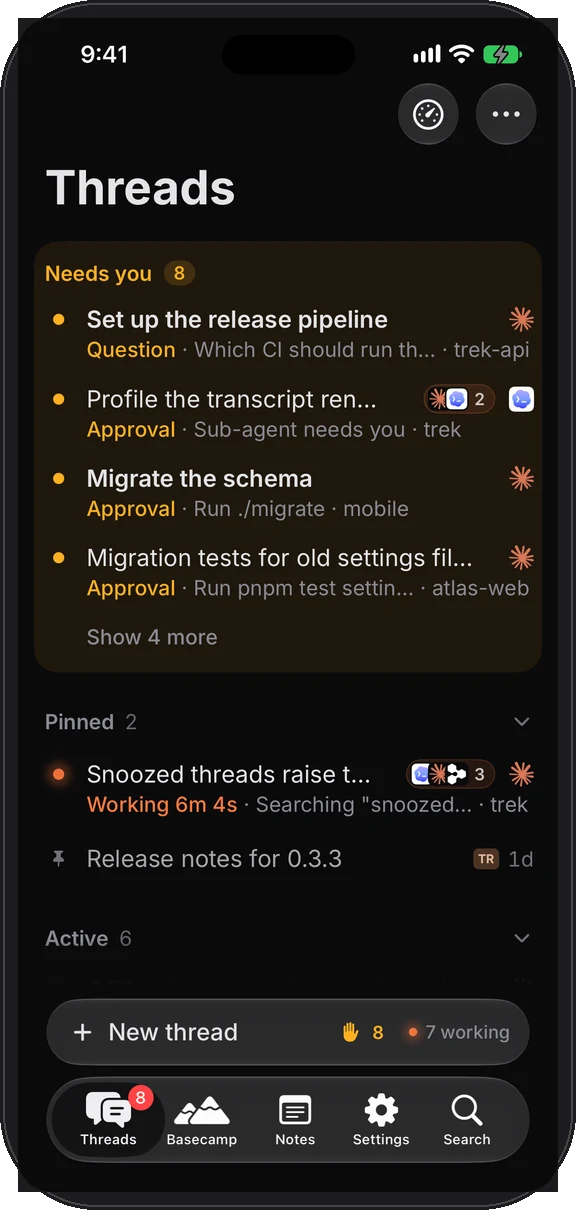 9:41
Threads
Needs you 8
Set up the release pipeline
Question · Which CI should run th... · trek-api
Profile the transcript ren... 2
Approval · Sub-agent needs you · trek
Migrate the schema
Approval · Run ./migrate · mobile
Migration tests for old settings fil...
Approval · Run pnpm test settin... · atlas-web
Show 4 more
Pinned 2
Snoozed threads raise t... 3
Working 6m 4s · Searching "snoozed... · trek
Release notes for 0.3.3 TR 1d
Active 6
+ New thread 8 7 working
8
Threads Basecamp Notes Settings Search